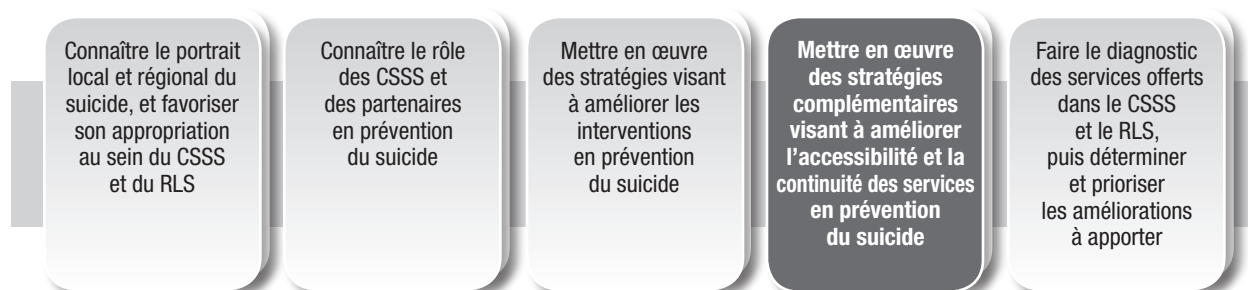 Connaître le portrait
local et régional du
suicide, et favoriser
son appropriation
au sein du CSSS
et du RLS
Connaître le rôle
des CSSS et
des partenaires
en prévention
du suicide
Mettre en œuvre
des stratégies visant
à améliorer les
interventions
en prévention
du suicide
Mettre en œuvre
des stratégies
complémentaires
visant à améliorer
l'accessibilité et la
continuité des services
en prévention
du suicide
Faire le diagnostic
des services offerts
dans le CSSS
et le RLS,
puis déterminer
et prioriser
les améliorations
à apporter